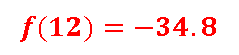 f(12) = −34.8